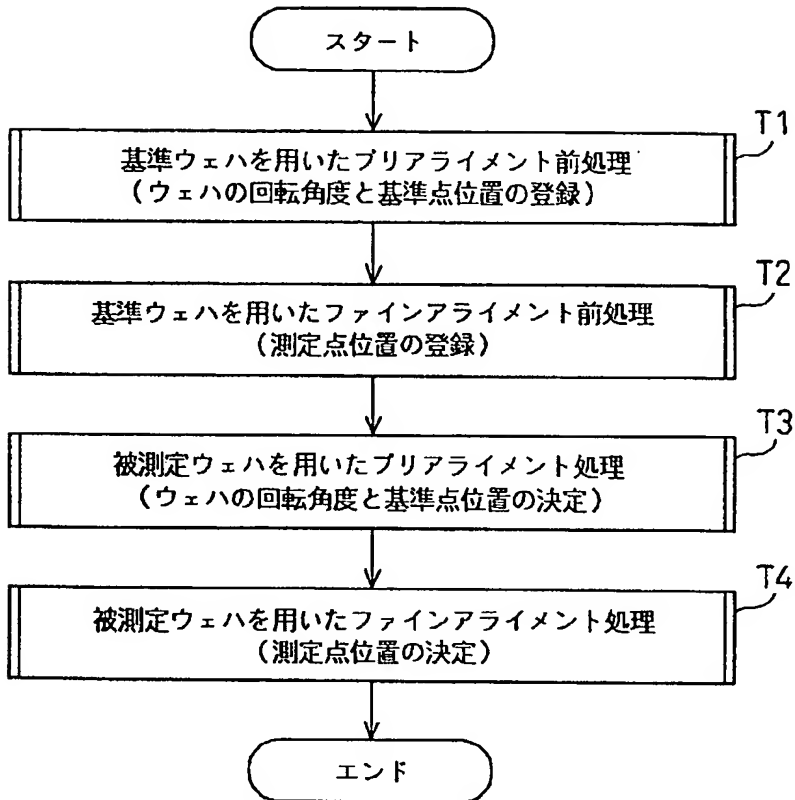 スタート
T1
基準ウェハを用いたプリアライメント前処理
(ウェハの回転角度と基準点位置の登録)
T2
基準ウェハを用いたファインアライメント前処理
(測定点位置の登録)
T3
被測定ウェハを用いたプリアライメント処理
(ウェハの回転角度と基準点位置の決定)
T4
被測定ウェハを用いたファインアライメント処理
(測定点位置の決定)
エンド